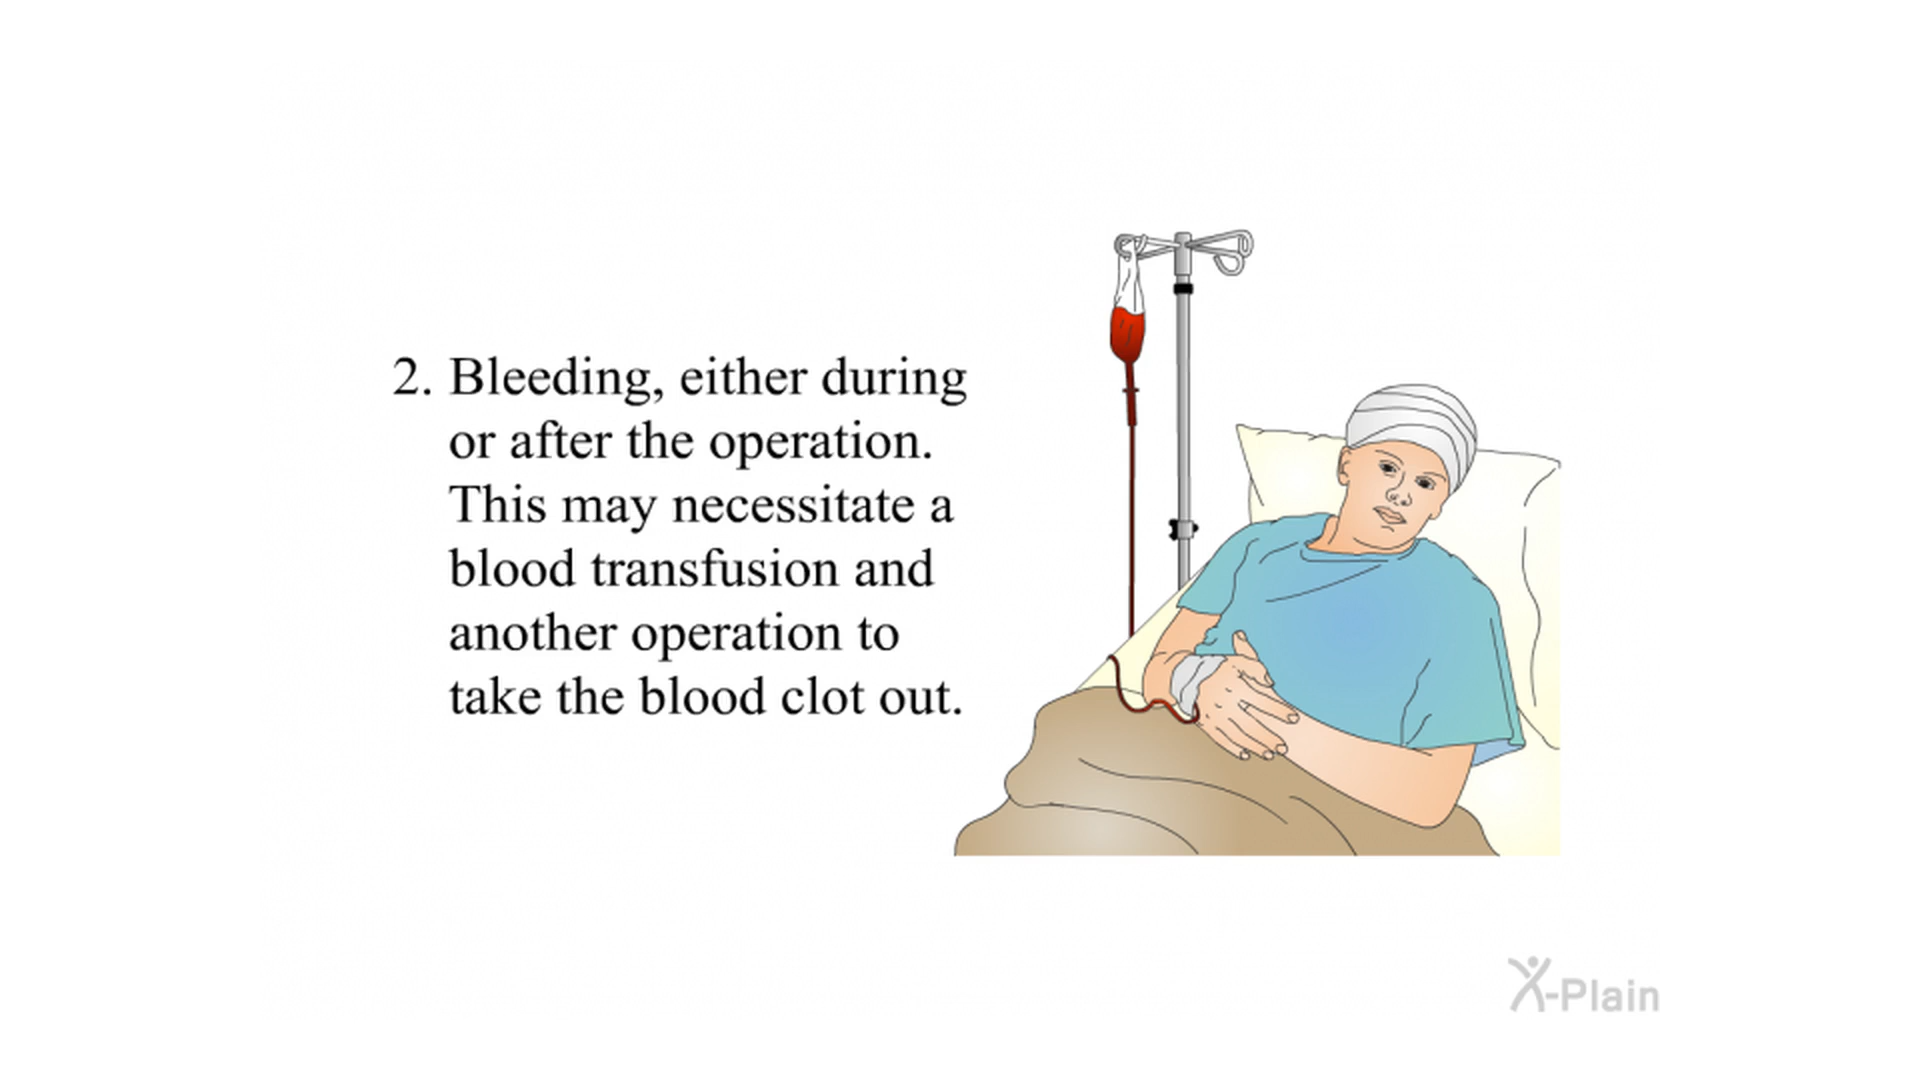 2. Bleeding, either during
or after the operation.
This may necessitate a
blood transfusion and
another operation to
take the blood clot out.
X-Plain